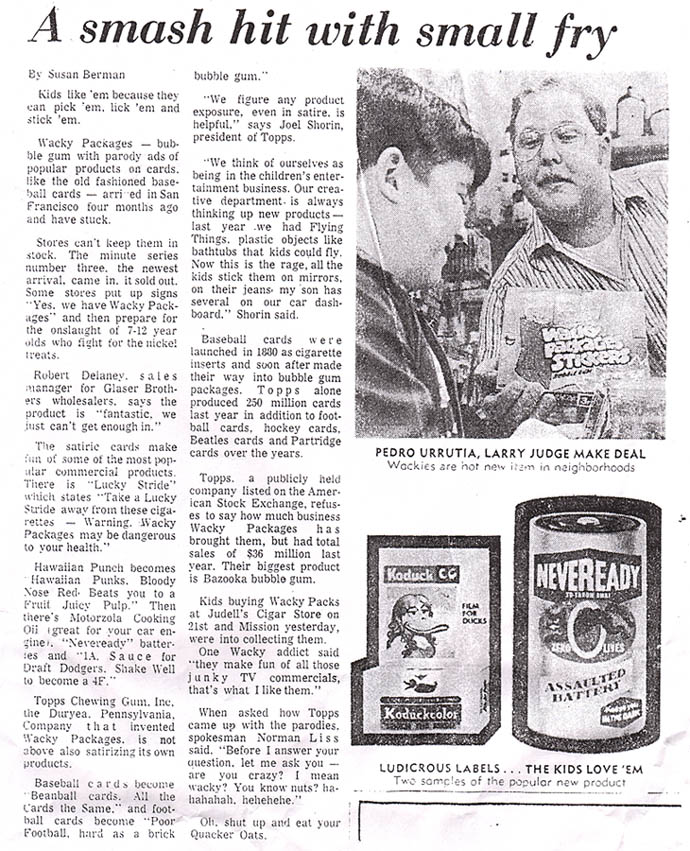 A smash hit with small fry
By Susan Berman
Kids like 'em because they
can pick 'em, lick 'em and
stick 'em.
Wacky Packages — bub-
ble gum with parody ads of
popular products on cards,
like the old fashioned base-
ball cards — arri ed in San
Francisco four months ago
and have stuck.
Stores can't keep them in
stock. The minute series
number three, the newest
arrival, came in, it sold out.
Some stores put up signs
"Yes, we have Wacky Pack-
ages" and then prepare for
the onslaught of 7-12 year
olds who fight for the nickel
treats.
Robert Delaney, sales
manager for Glaser Broth-
ers wholesalers, says the
product is "fantastic, we
just can't get enough in."
The satiric cards make
fun of some of the most pop-
ular commercial products.
There is "Lucky Stride"
which states "Take a Lucky
Stride away from these ciga-
rettes — Warning. Wacky
Packages may be dangerous
to your health."
Hawaiian Punch becomes
"Hawaiian Punks. Bloody
Nose Red. Beats you to a
Fruit Juicy Pulp." Then
there's Motorzola Cooking
Oil (great for your car en-
gine), "Neveready" batter-
ies and "1A. Sauce for
Draft Dodgers. Shake Well
to become a 4F."
Topps Chewing Gum, Inc.
the Duryea, Pennsylvania,
Company that invented
Wacky Packages, is not
above also satirizing its own
products.
Baseball cards become
"Beanball cards. All the
Cards the Same." and foot-
ball cards become "Poor
Football, hard as a brick
bubble gum."
"We figure any product
exposure, even in satire, is
helpful," says Joel Shorin,
president of Topps.
"We think of ourselves as
being in the children's enter-
tainment business. Our crea-
tive department is always
thinking up new products —
last year we had Flying
Things, plastic objects like
bathtubs that kids could fly.
Now this is the rage, all the
kids stick them on mirrors,
on their jeans, my son has
several on our car dash-
board," Shorin said.
Baseball cards were
launched in 1880 as cigarette
inserts and soon after made
their way into bubble gum
packages. Topps alone
produced 250 million cards
last year in addition to foot-
ball cards, hockey cards,
Beatles cards and Partridge
cards over the years.
Topps, a publicly held
company listed on the Amer-
ican Stock Exchange, refus-
es to say how much business
Wacky Packages has
brought them, but had total
sales of $36 million last
year. Their biggest product
is Bazooka bubble gum.
Kids buying Wacky Packs
at Judell's Cigar Store on
21st and Mission yesterday,
were into collecting them.
One Wacky addict said
"they make fun of all those
junky TV commercials,
that's what I like them."
When asked how Topps
came up with the parodies,
spokesman Norman Liss
said, "Before I answer your
question, let me ask you —
are you crazy? I mean
wacky? You know nuts? ha-
hahahah, hehehehe."
Oh, shut up and eat your
Quacker Oats.
Wacky
Packages
STICKERS
PEDRO URRUTIA, LARRY JUDGE MAKE DEAL
Wackies are hot new item in neighborhoods
Koduck CG
FILM
FOR
DUCKS
Koduckcolor
NEVEREADY
ZERO LIVES
ASSAULTED
BATTERY
LUDICROUS LABELS . . . THE KIDS LOVE 'EM
Two samples of the popular new product